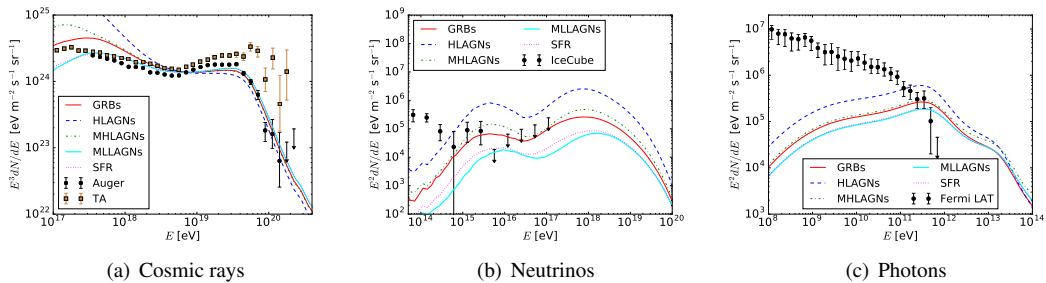 10^25
10^24
10^23
10^22
E^3 dN/dE [eV m^-2 s^-1 sr^-1]
GRBs
HLAGNs
MHLAGNs
MLLAGNs
SFR
Auger
TA
10^17 10^18 10^19 10^20
E [eV]
(a) Cosmic rays
10^9
10^8
10^7
10^6
10^5
10^4
10^3
10^2
E^2 dN/dE [eV m^-2 s^-1 sr^-1]
GRBs MLLAGNs
HLAGNs SFR
MHLAGNs IceCube
10^14 10^15 10^16 10^17 10^18 10^19 10^20
E [eV]
(b) Neutrinos
10^7
10^6
10^5
10^4
10^3
E^2 dN/dE [eV m^-2 s^-1 sr^-1]
GRBs MLLAGNs
HLAGNs SFR
MHLAGNs Fermi LAT
10^8 10^9 10^10 10^11 10^12 10^13 10^14
E [eV]
(c) Photons